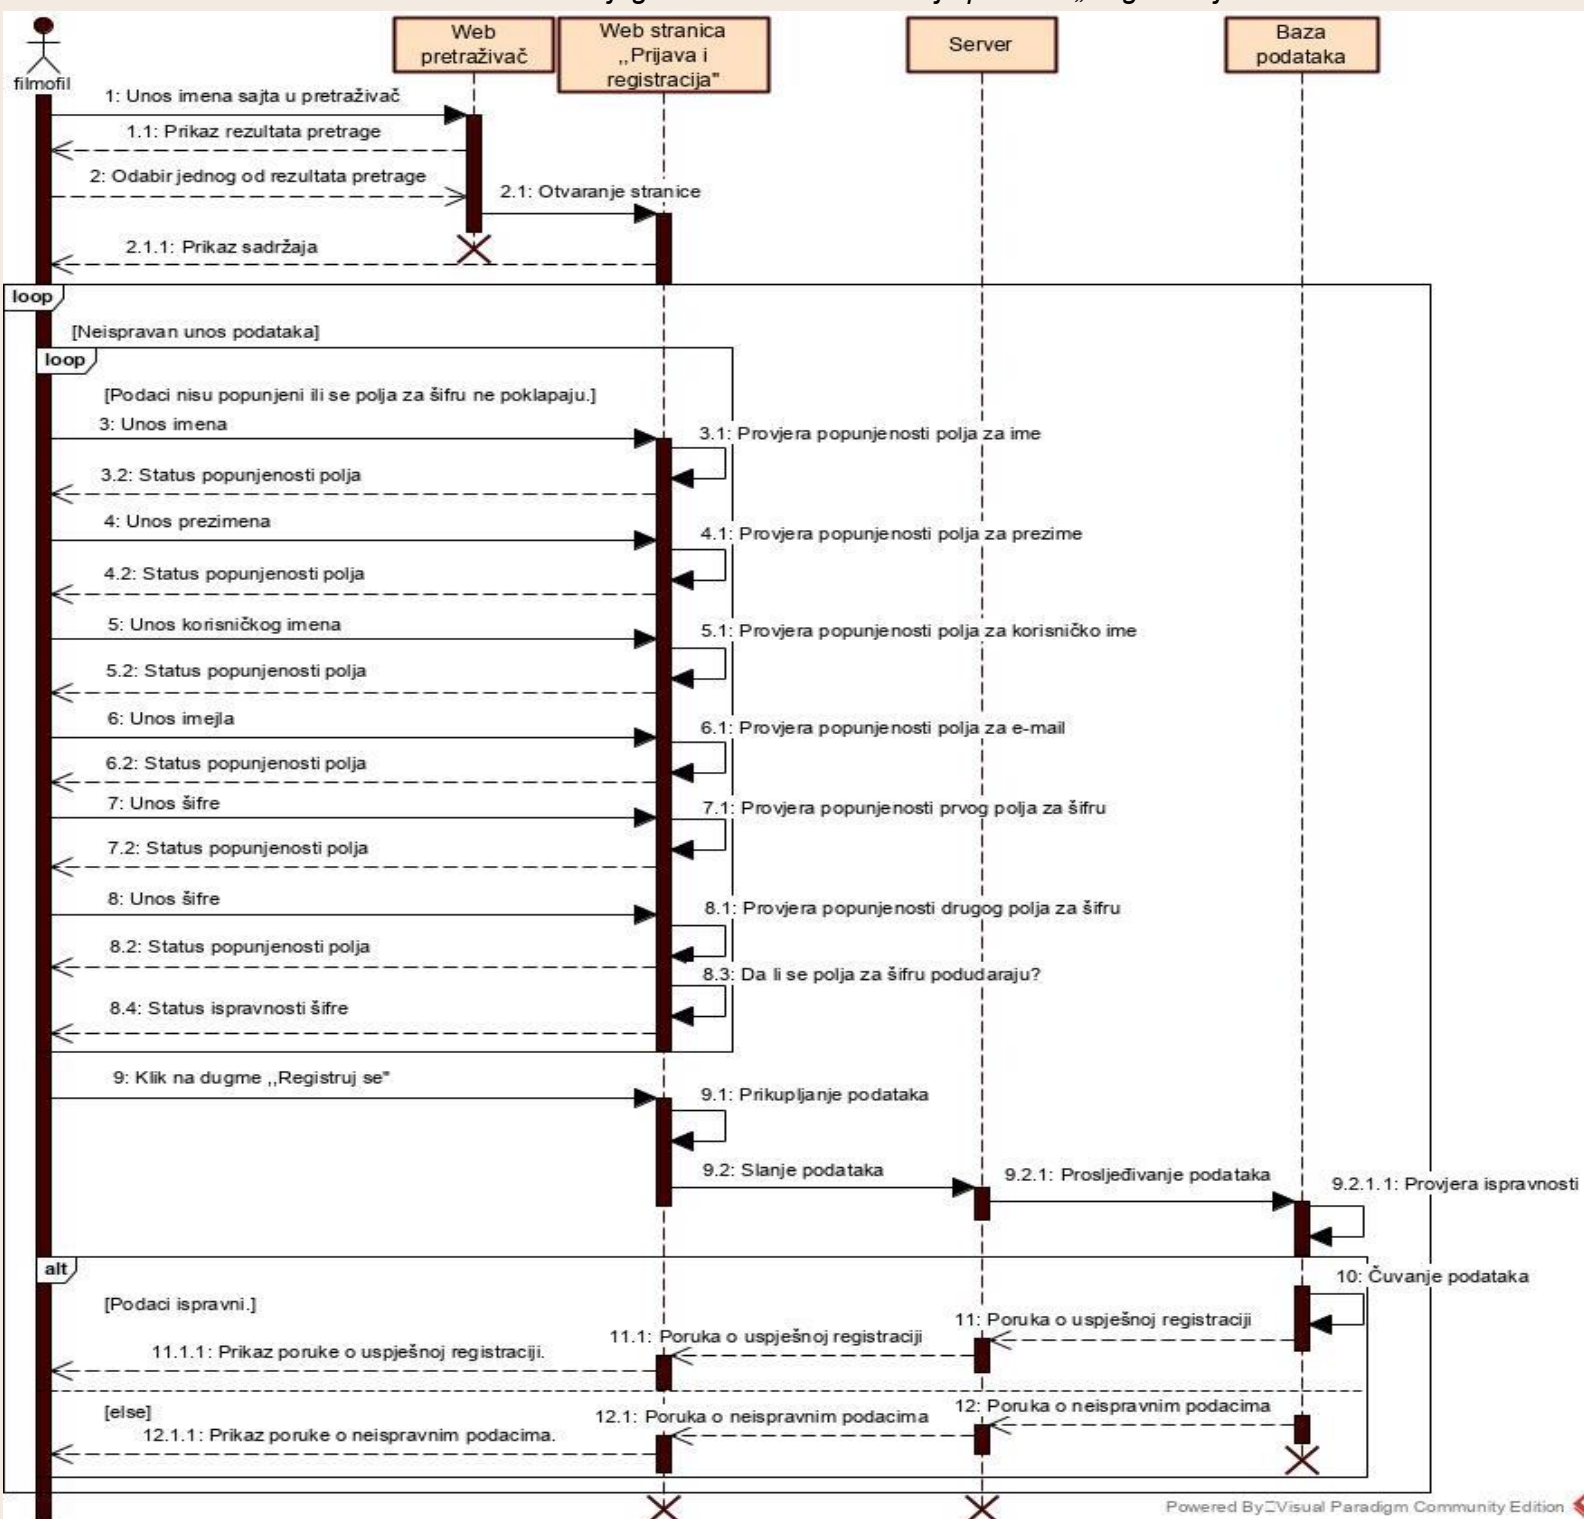 filmofil
Web
pretraživač
Web stranica
,,Prijava i
registracija"
Server
Baza
podataka
1: Unos imena sajta u pretraživač
1.1: Prikaz rezultata pretrage
2: Odabir jednog od rezultata pretrage
2.1: Otvaranje stranice
2.1.1: Prikaz sadržaja
loop
[Neispravan unos podataka]
loop
[Podaci nisu popunjeni ili se polja za šifru ne poklapaju.]
3: Unos imena
3.1: Provjera popunjenosti polja za ime
3.2: Status popunjenosti polja
4: Unos prezimena
4.1: Provjera popunjenosti polja za prezime
4.2: Status popunjenosti polja
5: Unos korisničkog imena
5.1: Provjera popunjenosti polja za korisničko ime
5.2: Status popunjenosti polja
6: Unos imejla
6.1: Provjera popunjenosti polja za e-mail
6.2: Status popunjenosti polja
7: Unos šifre
7.1: Provjera popunjenosti prvog polja za šifru
7.2: Status popunjenosti polja
8: Unos šifre
8.1: Provjera popunjenosti drugog polja za šifru
8.2: Status popunjenosti polja
8.3: Da li se polja za šifru podudaraju?
8.4: Status ispravnosti šifre
9: Klik na dugme ,,Registruj se"
9.1: Prikupljanje podataka
9.2: Slanje podataka
9.2.1: Prosljeđivanje podataka
9.2.1.1: Provjera ispravnosti
alt
10: Čuvanje podataka
[Podaci ispravni.]
11: Poruka o uspješnoj registraciji
11.1: Poruka o uspješnoj registraciji
11.1.1: Prikaz poruke o uspješnoj registraciji.
[else]
12: Poruka o neispravnim podacima
12.1: Poruka o neispravnim podacima
12.1.1: Prikaz poruke o neispravnim podacima.
Powered By Visual Paradigm Community Edition